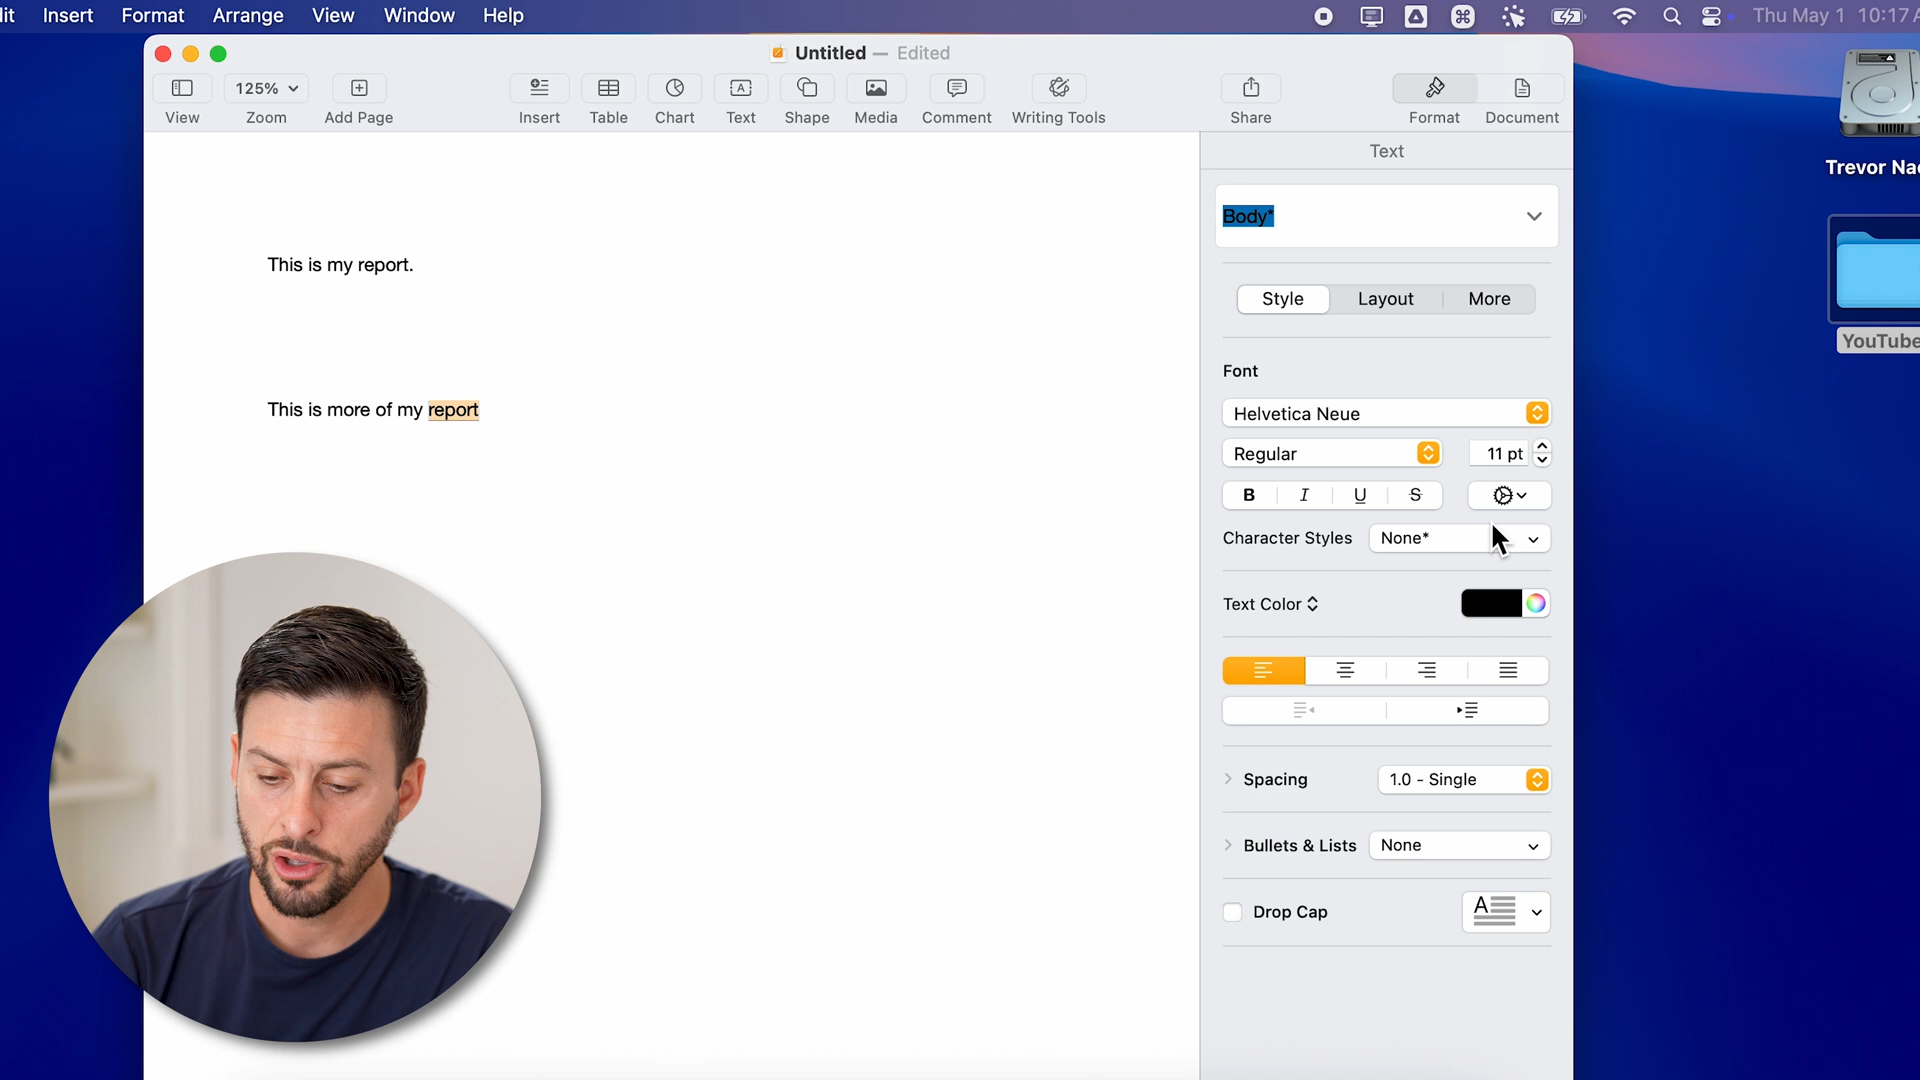 it Insert Format Arrange View Window Help
Thu May 1 10:17A
Untitled — Edited
125%
View Zoom Add Page Insert Table Chart Text Shape Media Comment Writing Tools Share Format Document
Text
Trevor Na
Body*
This is my report.
Style Layout More
YouTube
Font
This is more of my report
Helvetica Neue
Regular 11 pt
B I U S
Character Styles None*
Text Color
Spacing 1.0 - Single
Bullets & Lists None
Drop Cap A